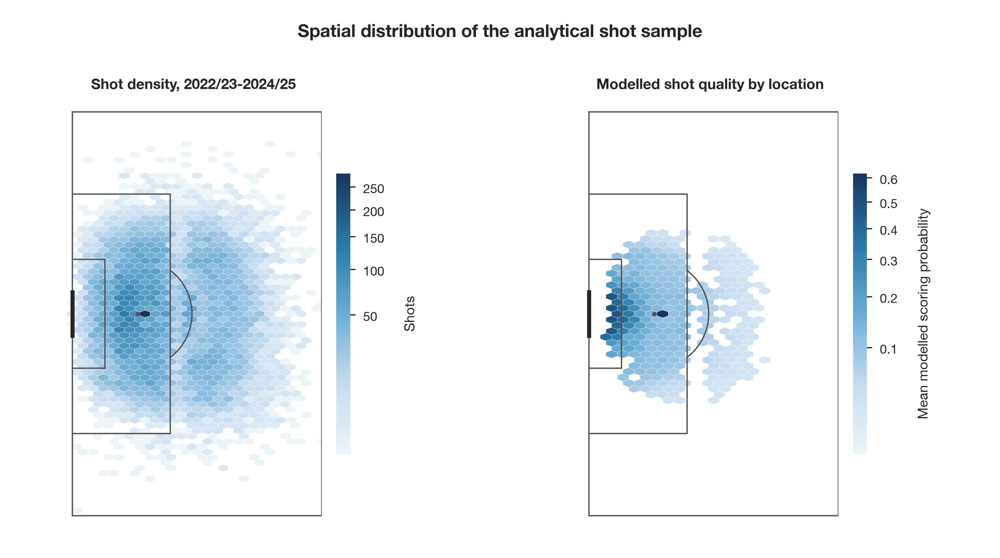 Spatial distribution of the analytical shot sample
Shot density, 2022/23-2024/25
250
200
150
100
50
Shots
Modelled shot quality by location
0.6
0.5
0.4
0.3
0.2
0.1
Mean modelled scoring probability